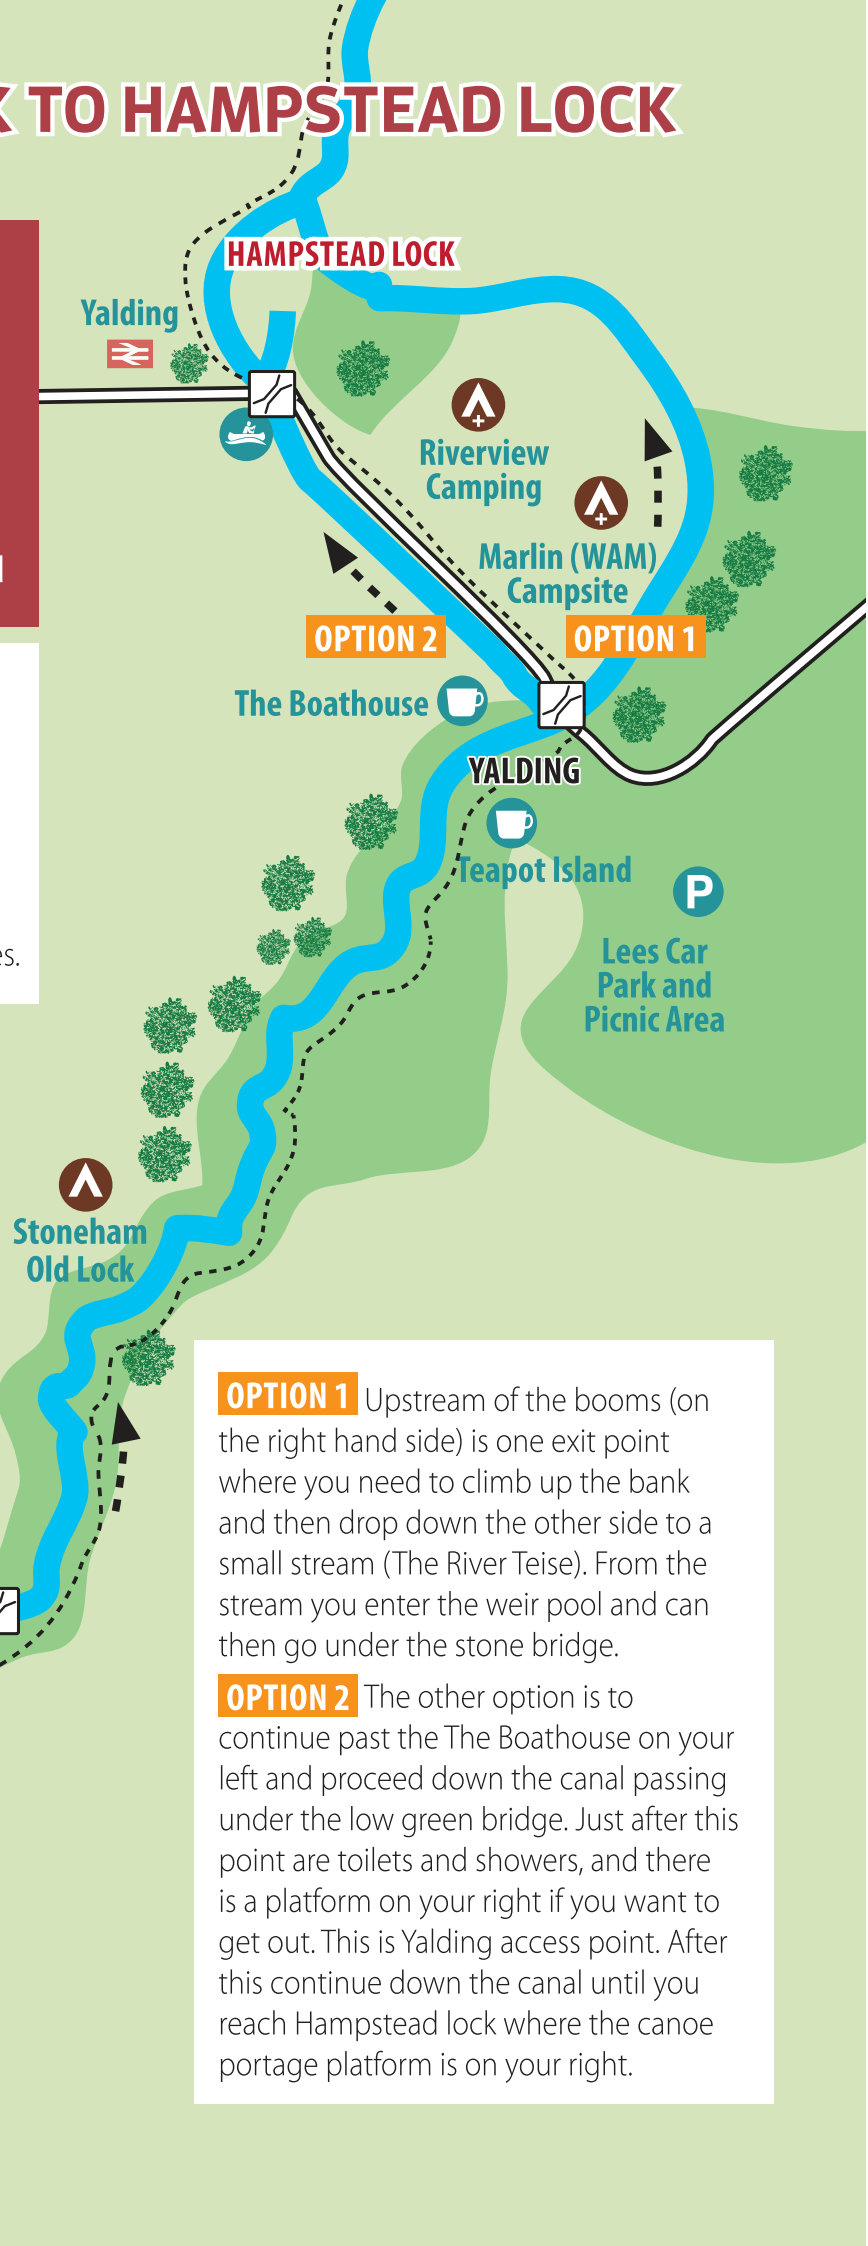 TO HAMPSTEAD LOCK
HAMPSTEAD LOCK
Yalding
Riverview
Camping
Marlin (WAM)
Campsite
OPTION 2
OPTION 1
The Boathouse
YALDING
Teapot Island
P
Lees Car
Park and
Picnic Area
Stoneham
Old Lock
OPTION 1 Upstream of the booms (on
the right hand side) is one exit point
where you need to climb up the bank
and then drop down the other side to a
small stream (The River Teise). From the
stream you enter the weir pool and can
then go under the stone bridge.
OPTION 2 The other option is to
continue past the The Boathouse on your
left and proceed down the canal passing
under the low green bridge. Just after this
point are toilets and showers, and there
is a platform on your right if you want to
get out. This is Yalding access point. After
this continue down the canal until you
reach Hampstead lock where the canoe
portage platform is on your right.